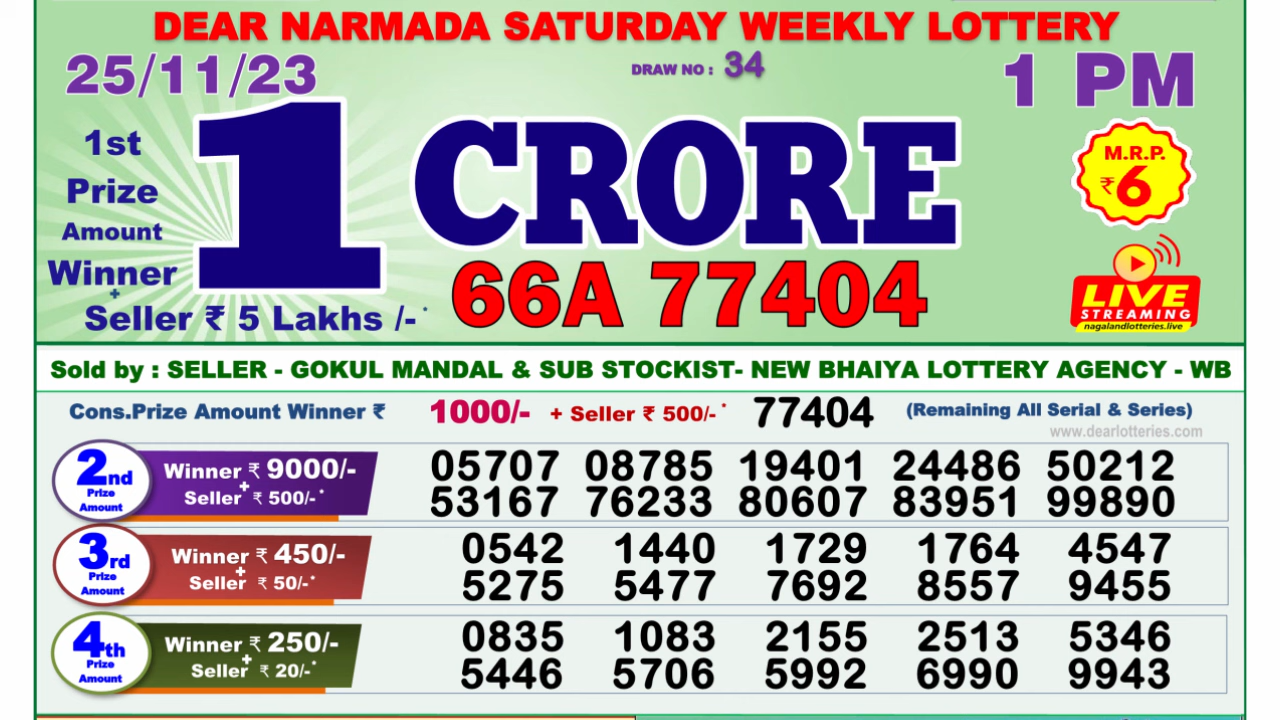 DEAR NARMADA SATURDAY WEEKLY LOTTERY
25/11/23
DRAW NO : 34
1 PM
1st
Prize
Amount
Winner
+
Seller ₹ 5 Lakhs /-*
1 CRORE
66A 77404
M.R.P.
₹6
LIVE
STREAMING
nagalandlotteries.live
Sold by : SELLER - GOKUL MANDAL & SUB STOCKIST- NEW BHAIYA LOTTERY AGENCY - WB
Cons.Prize Amount Winner ₹ 1000/- + Seller ₹ 500/-* 77404 (Remaining All Serial & Series)
www.dearlotteries.com
2nd
Prize
Amount
Winner ₹ 9000/-
+
Seller ₹ 500/-*
05707 08785 19401 24486 50212
53167 76233 80607 83951 99890
3rd
Prize
Amount
Winner ₹ 450/-
+
Seller ₹ 50/-*
0542 1440 1729 1764 4547
5275 5477 7692 8557 9455
4th
Prize
Amount
Winner ₹ 250/-
+
Seller ₹ 20/-*
0835 1083 2155 2513 5346
5446 5706 5992 6990 9943